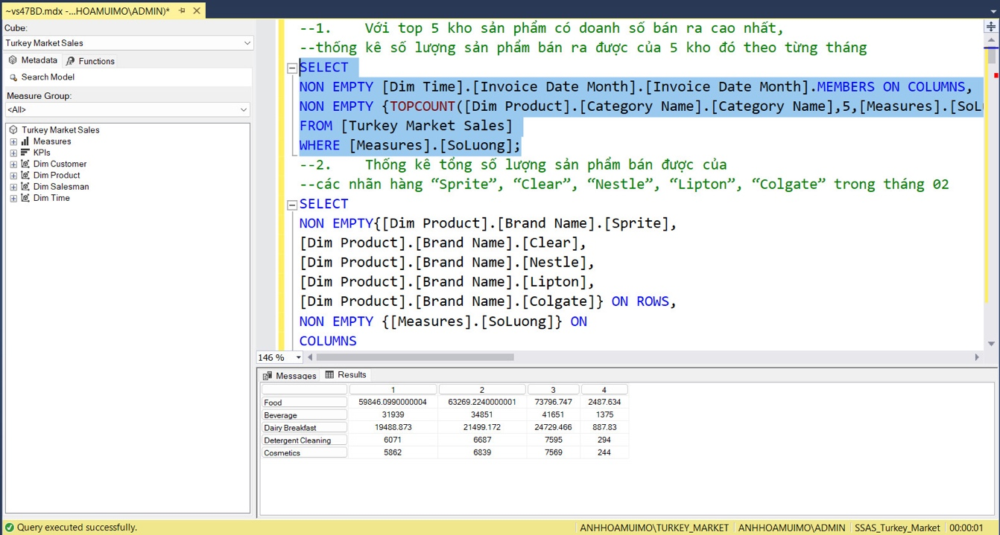 ~vs47BD.mdx -...HOAMUIMO\ADMIN)*
Cube:
Turkey Market Sales
Metadata
Functions
Search Model
Measure Group:
<All>
Turkey Market Sales
Measures
KPIs
Dim Customer
Dim Product
Dim Salesman
Dim Time
--1. Với top 5 kho sản phẩm có doanh số bán ra cao nhất,
--thống kê số lượng sản phẩm bán ra được của 5 kho đó theo từng tháng
SELECT
NON EMPTY [Dim Time].[Invoice Date Month].[Invoice Date Month].MEMBERS ON COLUMNS,
NON EMPTY {TOPCOUNT([Dim Product].[Category Name].[Category Name],5,[Measures].[SoLu
FROM [Turkey Market Sales]
WHERE [Measures].[SoLuong];
--2. Thống kê tổng số lượng sản phẩm bán được của
--các nhãn hàng “Sprite”, “Clear”, “Nestle”, “Lipton”, “Colgate” trong tháng 02
SELECT
NON EMPTY{[Dim Product].[Brand Name].[Sprite],
[Dim Product].[Brand Name].[Clear],
[Dim Product].[Brand Name].[Nestle],
[Dim Product].[Brand Name].[Lipton],
[Dim Product].[Brand Name].[Colgate]} ON ROWS,
NON EMPTY {[Measures].[SoLuong]} ON
COLUMNS
146 %
Messages
Results
1 2 3 4
Food 59846.0990000004 63269.2240000001 73796.747 2487.634
Beverage 31939 34851 41651 1375
Dairy Breakfast 19488.873 21499.172 24729.466 887.83
Detergent Cleaning 6071 6687 7595 294
Cosmetics 5862 6839 7569 244
Query executed successfully.
ANHHOAMUIMO\TURKEY_MARKET
ANHHOAMUIMO\ADMIN
SSAS_Turkey_Market
00:00:01